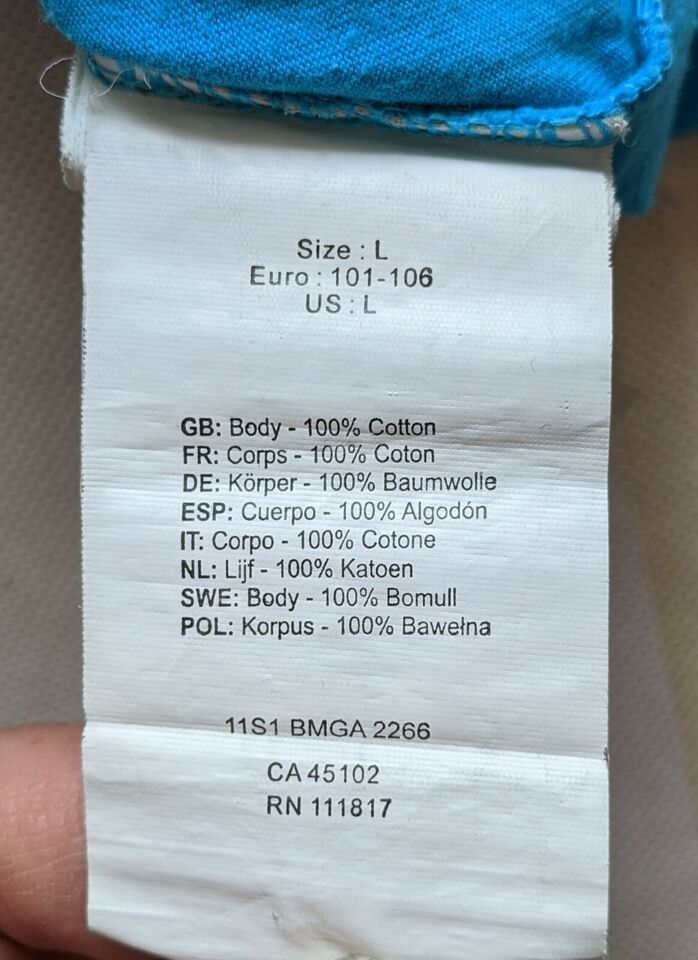 Size : L
Euro : 101-106
US : L
GB: Body - 100% Cotton
FR: Corps - 100% Coton
DE: Körper - 100% Baumwolle
ESP: Cuerpo - 100% Algodón
IT: Corpo - 100% Cotone
NL: Lijf - 100% Katoen
SWE: Body - 100% Bomull
POL: Korpus - 100% Bawełna
11S1 BMGA 2266
CA 45102
RN 111817